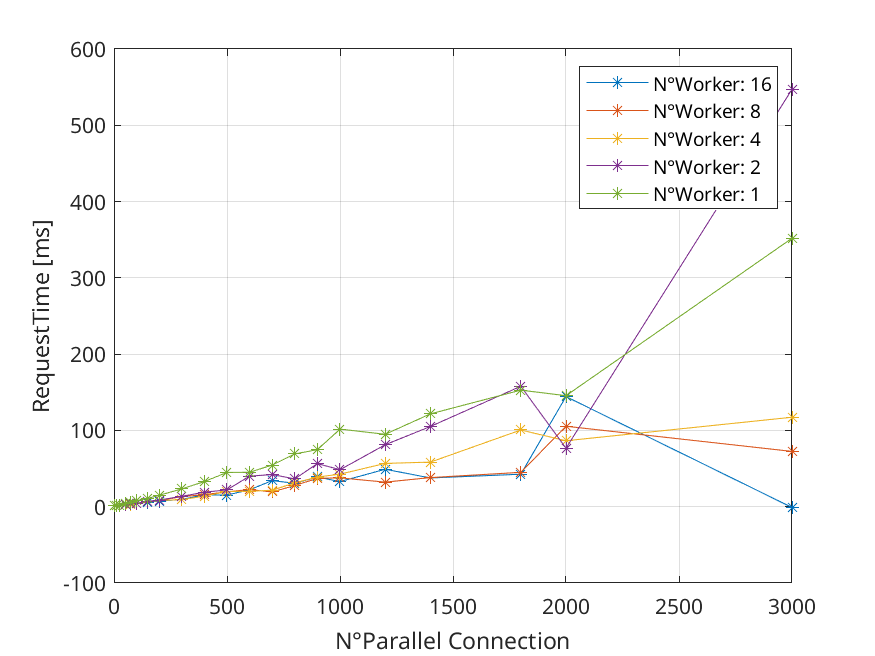 600
500
400
300
200
100
0
-100
RequestTime [ms]
N°Worker: 16
N°Worker: 8
N°Worker: 4
N°Worker: 2
N°Worker: 1
0 500 1000 1500 2000 2500 3000
N°Parallel Connection